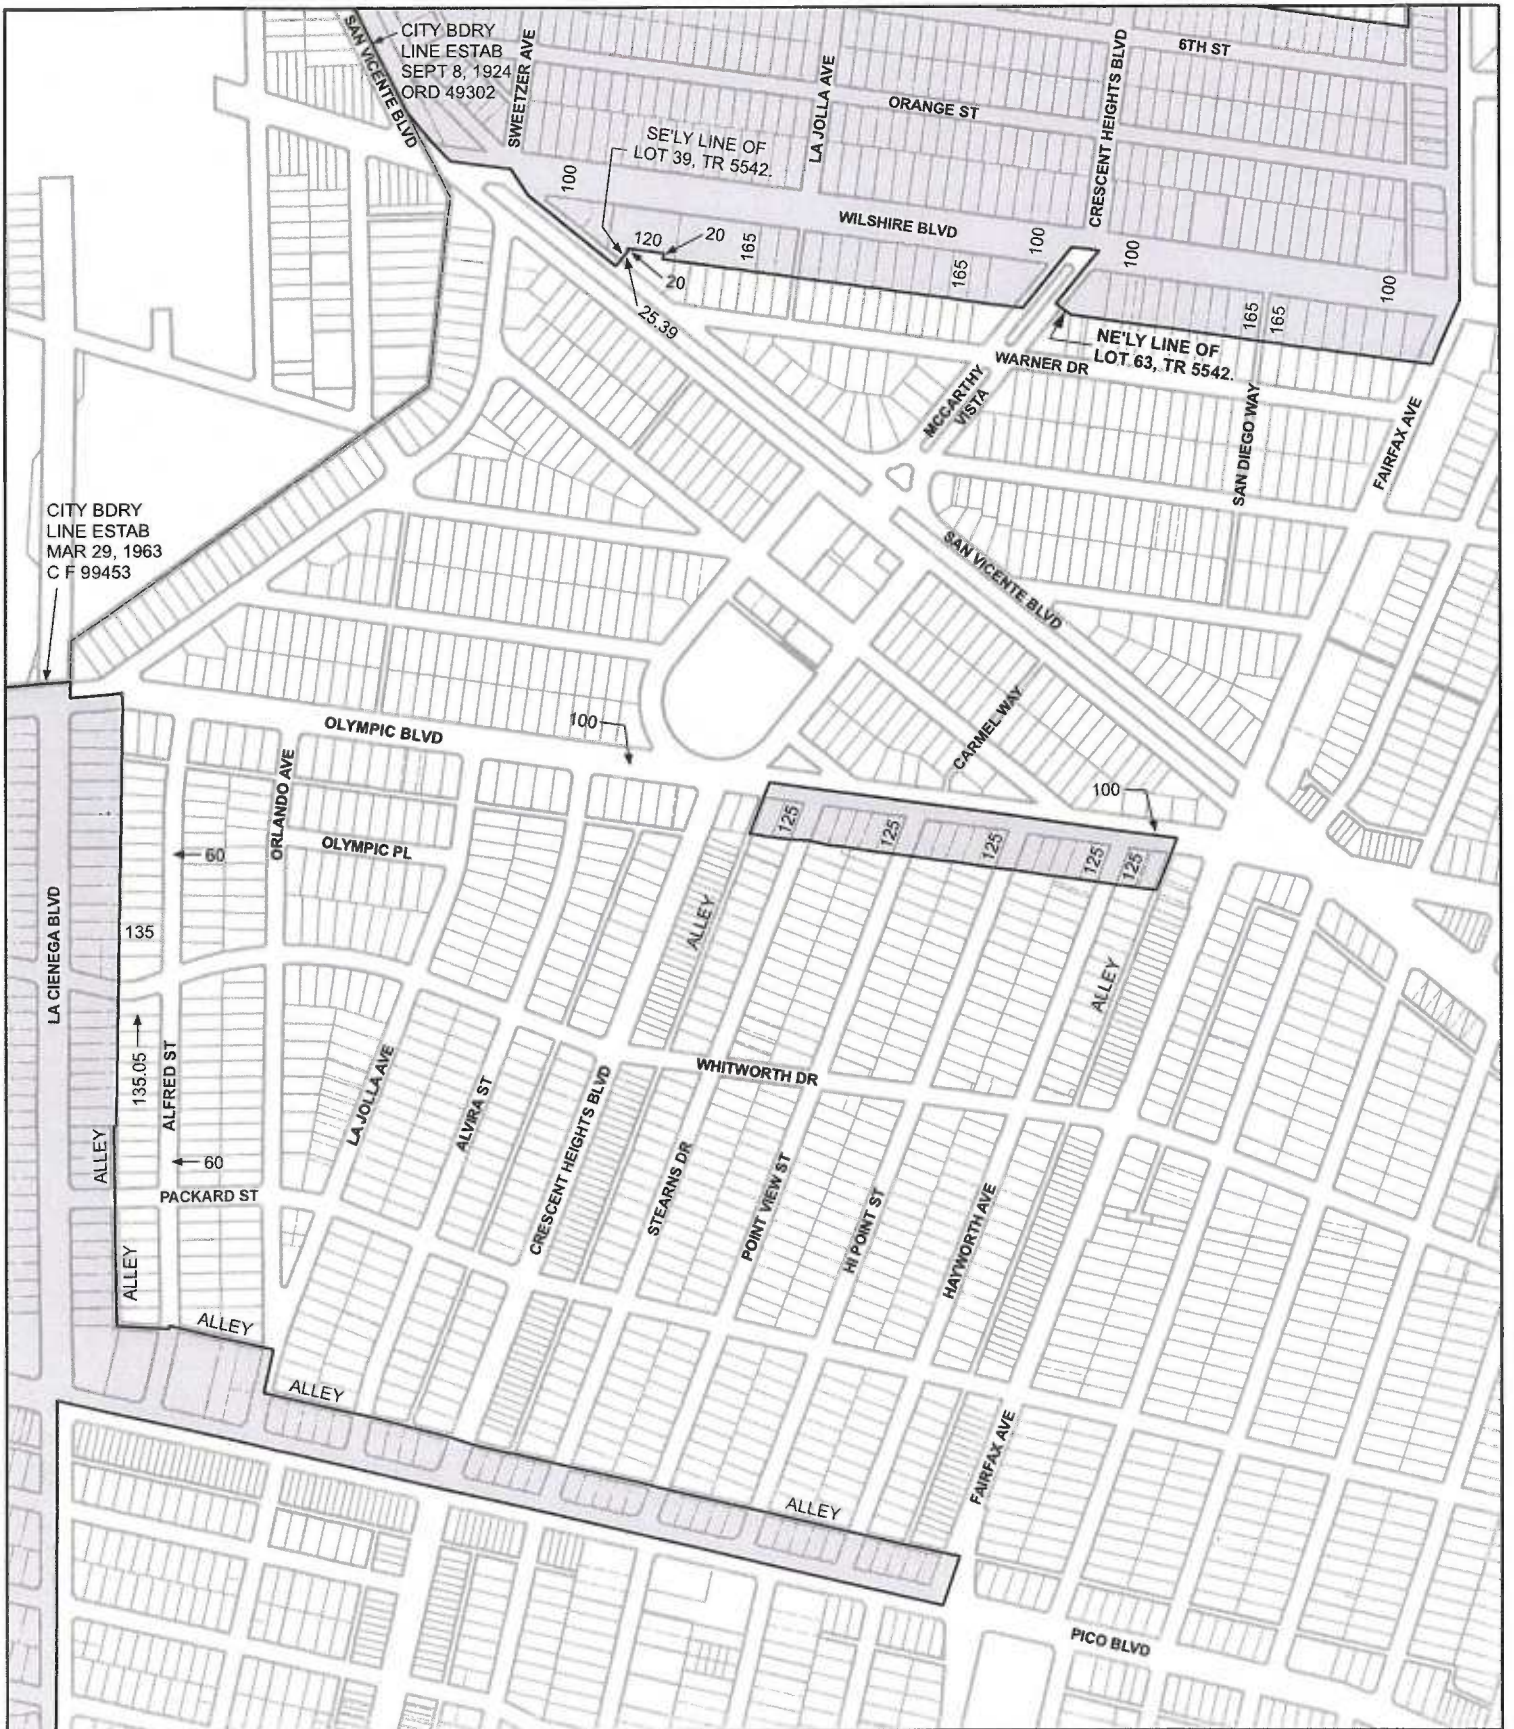 CITY BDRY
LINE ESTAB
SEPT 8, 1924
ORD 49302
SAN VICENTE BLVD
SWEETZER AVE
LA JOLLA AVE
CRESCENT HEIGHTS BLVD
6TH ST
ORANGE ST
SE'LY LINE OF
LOT 39, TR 5542.
100
WILSHIRE BLVD
120
20
165
20
25.39
165
100
100
100
165
165
NE'LY LINE OF
LOT 63, TR 5542.
WARNER DR
MCCARTHY
VISTA
SAN DIEGO WAY
FAIRFAX AVE
CITY BDRY
LINE ESTAB
MAR 29, 1963
C F 99453
SAN VICENTE BLVD
CARMEL WAY
OLYMPIC BLVD
100
100
125
125
125
125
125
ORLANDO AVE
OLYMPIC PL
60
135
LA CIENEGA BLVD
ALLEY
ALLEY
135.05
ALFRED ST
LA JOLLA AVE
ALVIRA ST
CRESCENT HEIGHTS BLVD
WHITWORTH DR
STEARNS DR
POINT VIEW ST
HI POINT ST
HAYWORTH AVE
ALLEY
60
PACKARD ST
ALLEY
ALLEY
ALLEY
FAIRFAX AVE
ALLEY
PICO BLVD